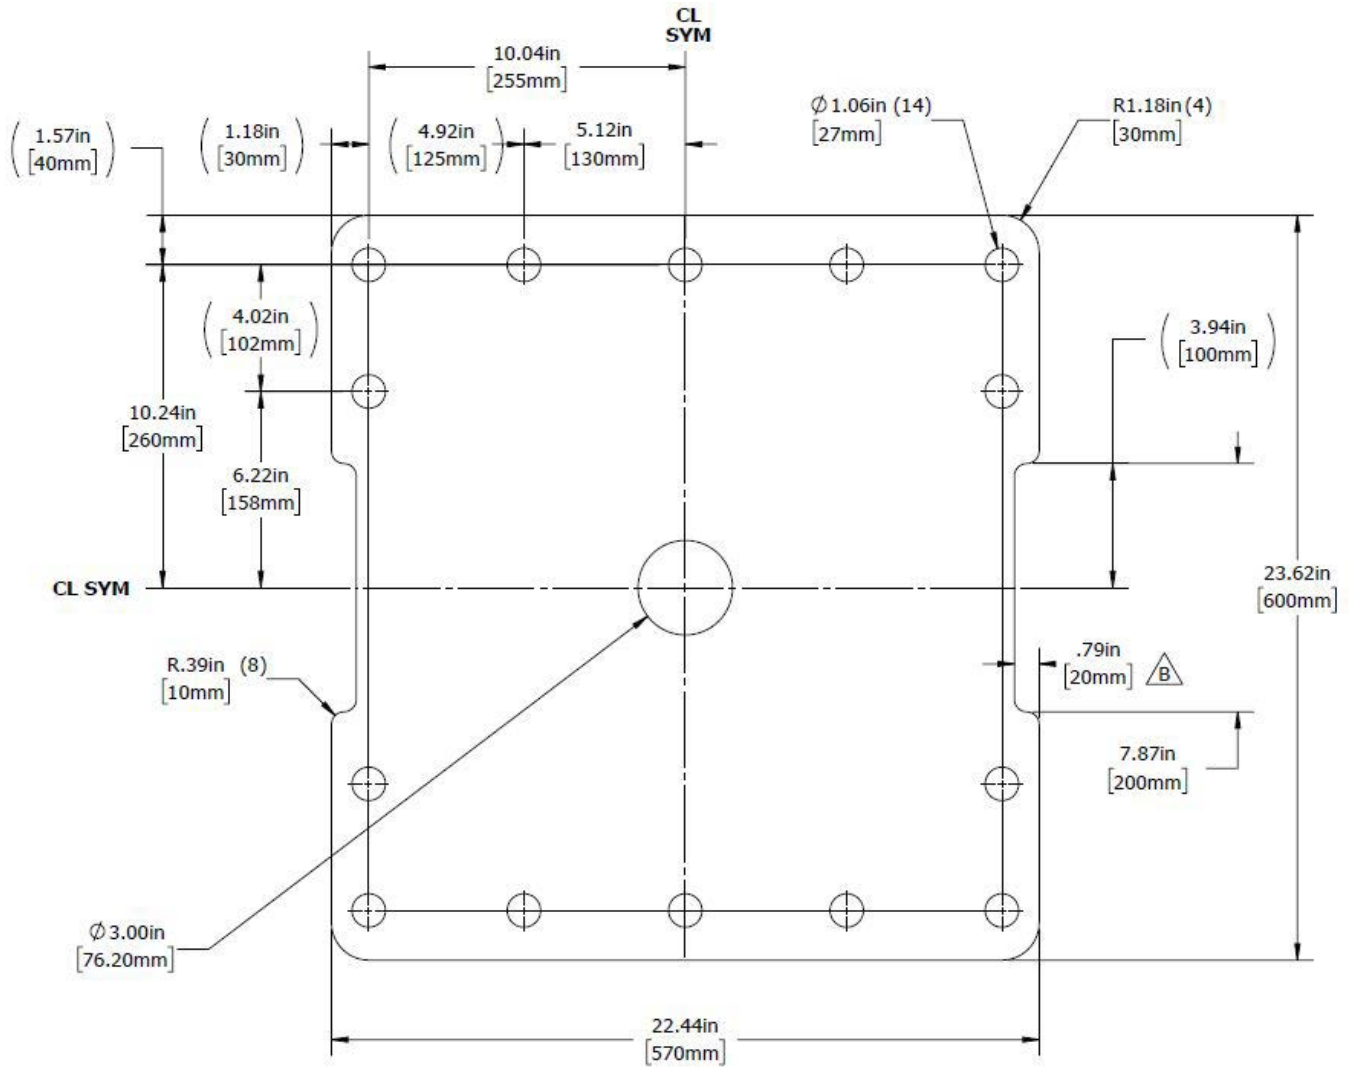 CL
SYM
10.04in
[255mm]
(1.57in
[40mm])
(1.18in
[30mm])
(4.92in
[125mm])
5.12in
[130mm]
∅1.06in (14)
[27mm]
R1.18in(4)
[30mm]
(4.02in
[102mm])
(3.94in
[100mm])
10.24in
[260mm]
6.22in
[158mm]
CL SYM
23.62in
[600mm]
R.39in (8)
[10mm]
.79in
[20mm] B
7.87in
[200mm]
∅3.00in
[76.20mm]
22.44in
[570mm]